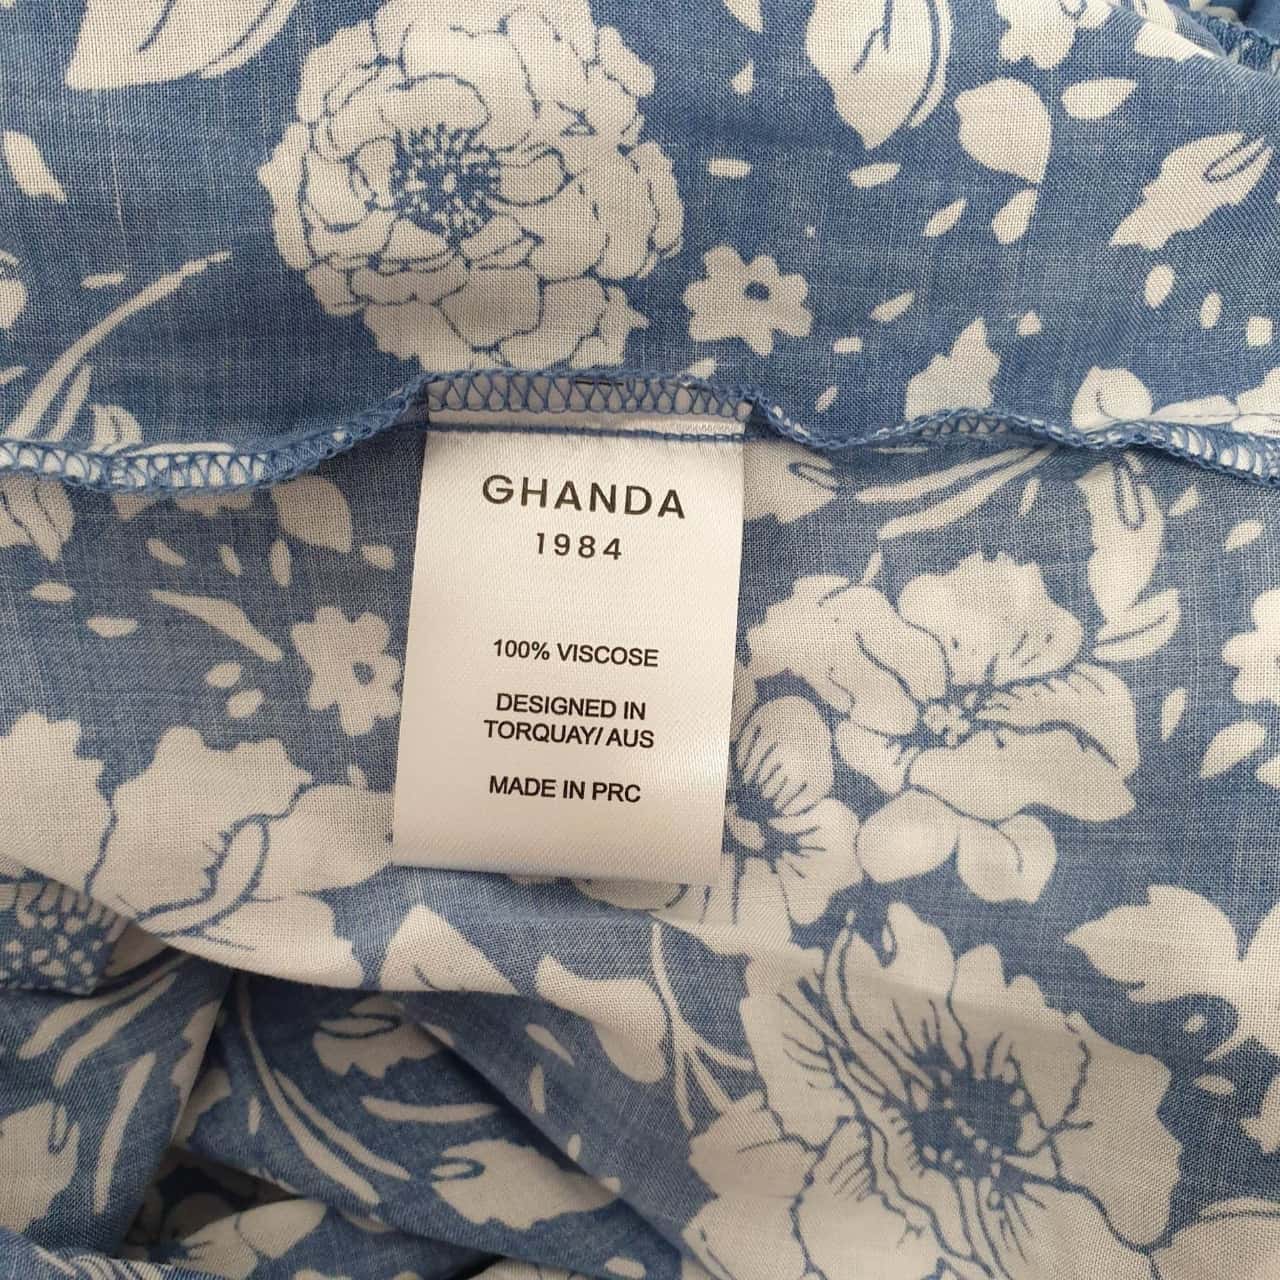 GHANDA
1984
100% VISCOSE
DESIGNED IN
TORQUAY/ AUS
MADE IN PRC